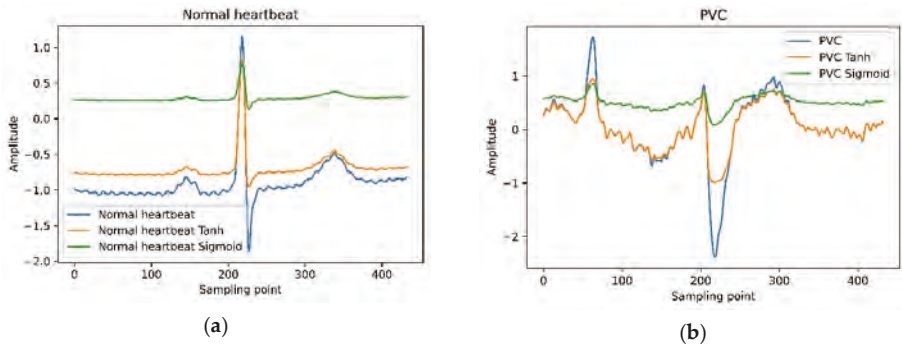 Normal heartbeat
1.0
0.5
0.0
−0.5
−1.0
−1.5
−2.0
Amplitude
Normal heartbeat
Normal heartbeat Tanh
Normal heartbeat Sigmoid
0 100 200 300 400
Sampling point
(a)
PVC
1
0
−1
−2
Amplitude
PVC
PVC Tanh
PVC Sigmoid
0 100 200 300 400
Sampling point
(b)